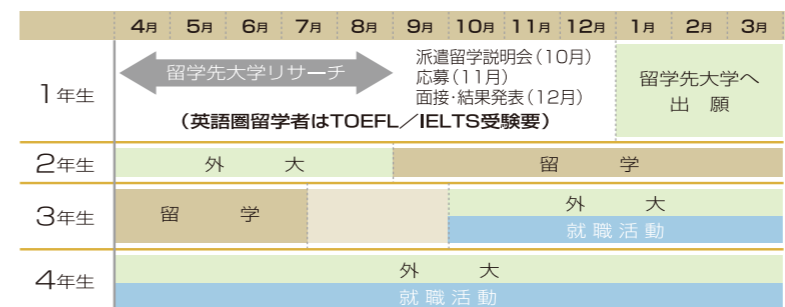 4月 5月 6月 7月 8月 9月 10月 11月 12月 1月 2月 3月
1年生
留学先大学リサーチ
(英語圏留学者はTOEFL/IELTS受験要)
派遣留学説明会(10月)
応募(11月)
面接・結果発表(12月)
留学先大学へ
出 願
2年生
外 大
留 学
3年生
留 学
外 大
就職活動
4年生
外 大
就職活動